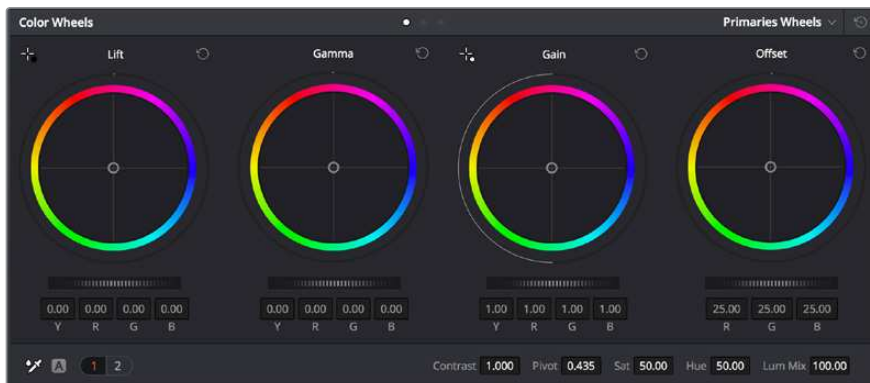 Color Wheels Primaries Wheels
Lift Gamma Gain Offset
0.00 0.00 0.00 0.00 0.00 0.00 0.00 0.00 1.00 1.00 1.00 1.00 25.00 25.00 25.00
Y R G B Y R G B Y R G B R G B
A 1 2 Contrast 1.000 Pivot 0.435 Sat 50.00 Hue 50.00 Lum Mix 100.00